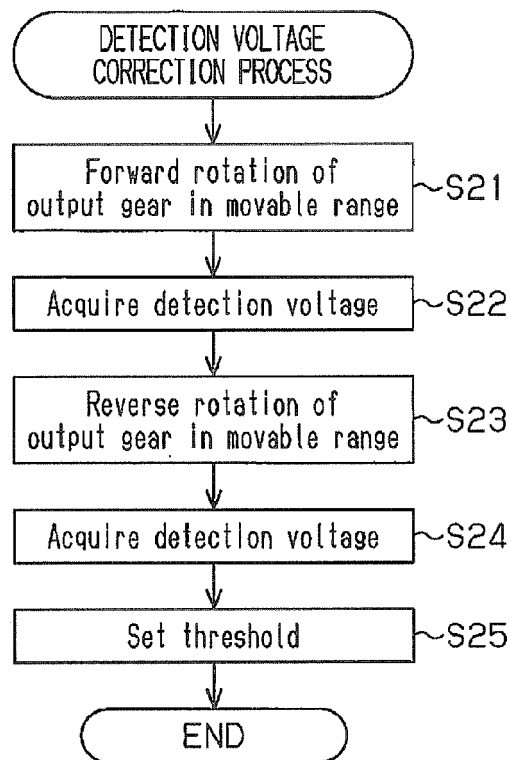 DETECTION VOLTAGE
CORRECTION PROCESS
Forward rotation of
output gear in movable range
S21
Acquire detection voltage
S22
Reverse rotation of
output gear in movable range
S23
Acquire detection voltage
S24
Set threshold
S25
END